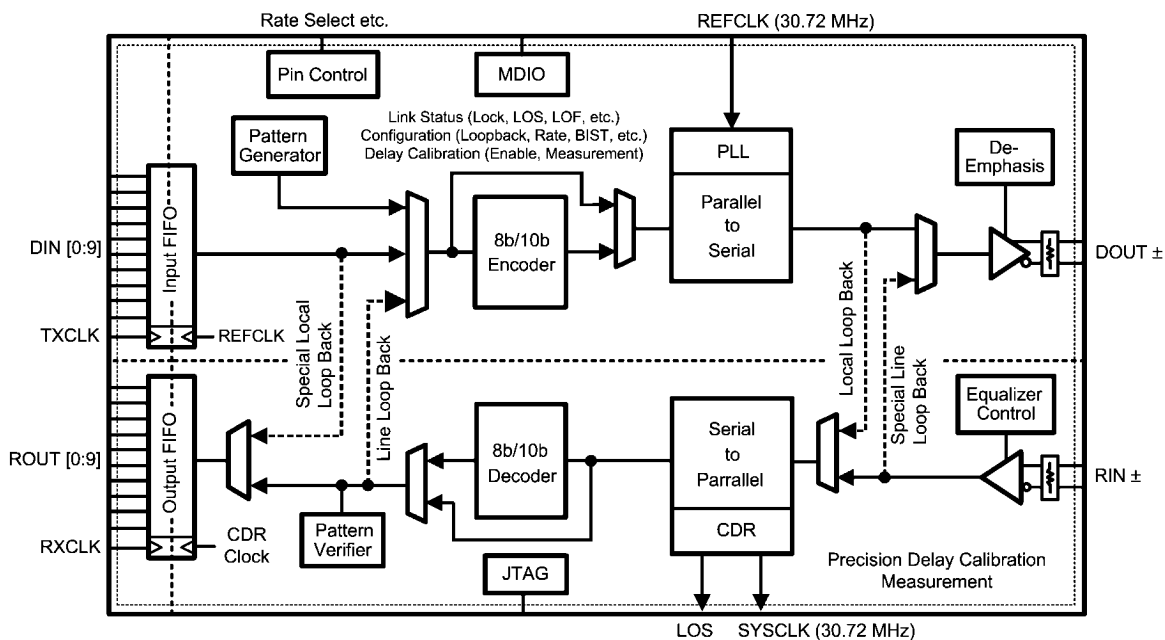 Rate Select etc.
REFCLK (30.72 MHz)
Pin Control
MDIO
Link Status (Lock, LOS, LOF, etc.)
Configuration (Loopback, Rate, BIST, etc.)
Delay Calibration (Enable, Measurement)
Pattern
Generator
PLL
Parallel
to
Serial
De-
Emphasis
Input FIFO
8b/10b
Encoder
DIN [0:9]
DOUT ±
TXCLK
REFCLK
Special Local
Loop Back
Line Loop Back
Local Loop Back
Special Line
Loop Back
Output FIFO
ROUT [0:9]
8b/10b
Decoder
Serial
to
Parrallel
CDR
Equalizer
Control
RIN ±
RXCLK
CDR
Clock
Pattern
Verifier
JTAG
Precision Delay Calibration
Measurement
LOS
SYSCLK (30.72 MHz)